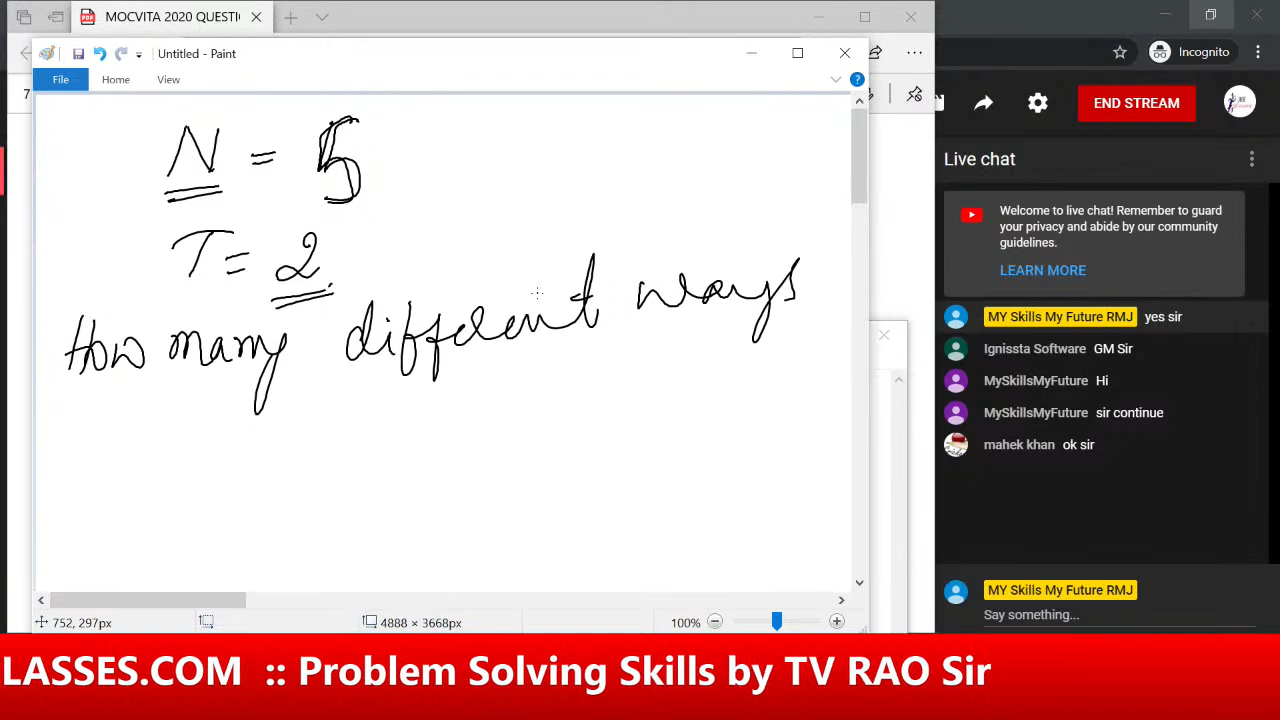 MOCVITA 2020 QUESTI
Untitled - Paint
Incognito
File
Home
View
7
END STREAM
N = 5
T = 2
How many different ways
Live chat
Welcome to live chat! Remember to guard
your privacy and abide by our community
guidelines.
LEARN MORE
MY Skills My Future RMJ yes sir
Ignissta Software GM Sir
MySkillsMyFuture Hi
MySkillsMyFuture sir continue
mahek khan ok sir
MY Skills My Future RMJ
Say something...
752, 297px
4888 × 3668px
100%
LASSES.COM :: Problem Solving Skills by TV RAO Sir